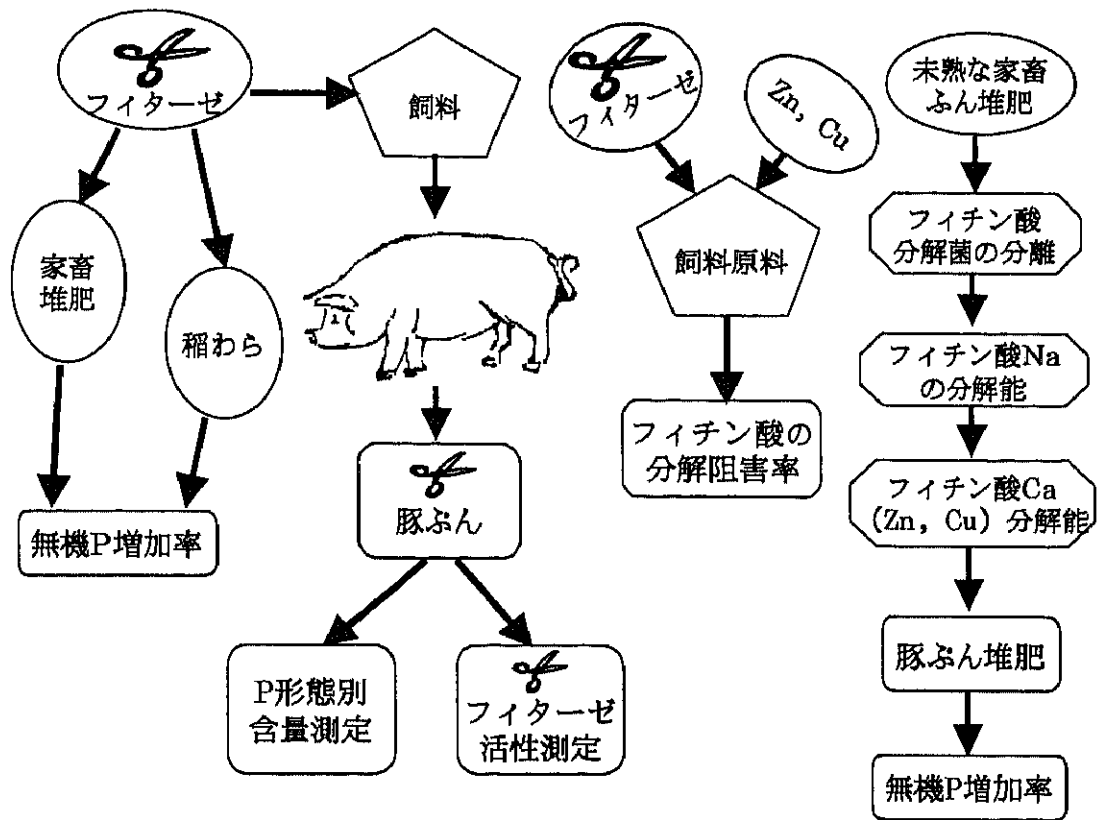 フィターゼ
飼料
家畜
堆肥
稲わら
無機P増加率
豚ぷん
P形態別
含量測定
フィターゼ
活性測定
フィターゼ
Zn, Cu
飼料原料
フィチン酸の
分解阻害率
未熟な家畜
ふん堆肥
フィチン酸
分解菌の分離
フィチン酸Na
の分解能
フィチン酸Ca
(Zn, Cu) 分解能
豚ぷん堆肥
無機P増加率